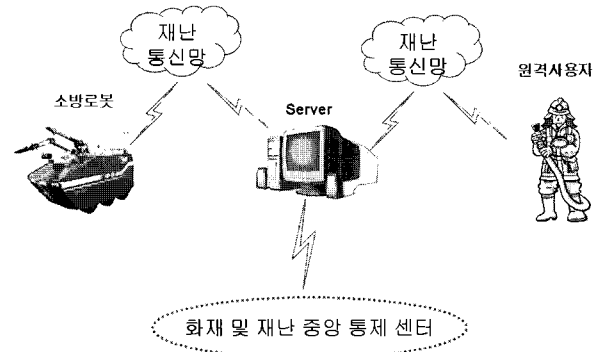 재난
통신망
재난
통신망
원격사용자
소방로봇
Server
화재 및 재난 중앙 통제 센터